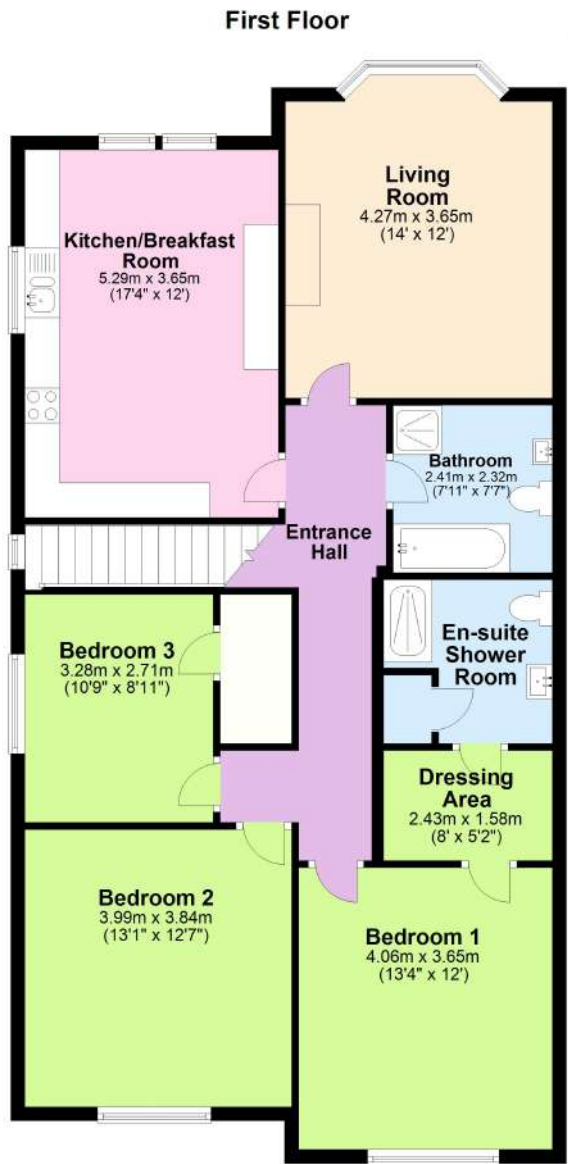 First Floor
Living
Room
4.27m x 3.65m
(14' x 12')
Kitchen/Breakfast
Room
5.29m x 3.65m
(17'4" x 12')
Bathroom
2.41m x 2.32m
(7'11" x 7'7")
Entrance
Hall
En-suite
Shower
Room
Bedroom 3
3.28m x 2.71m
(10'9" x 8'11")
Dressing
Area
2.43m x 1.58m
(8' x 5'2")
Bedroom 2
3.99m x 3.84m
(13'1" x 12'7")
Bedroom 1
4.06m x 3.65m
(13'4" x 12')